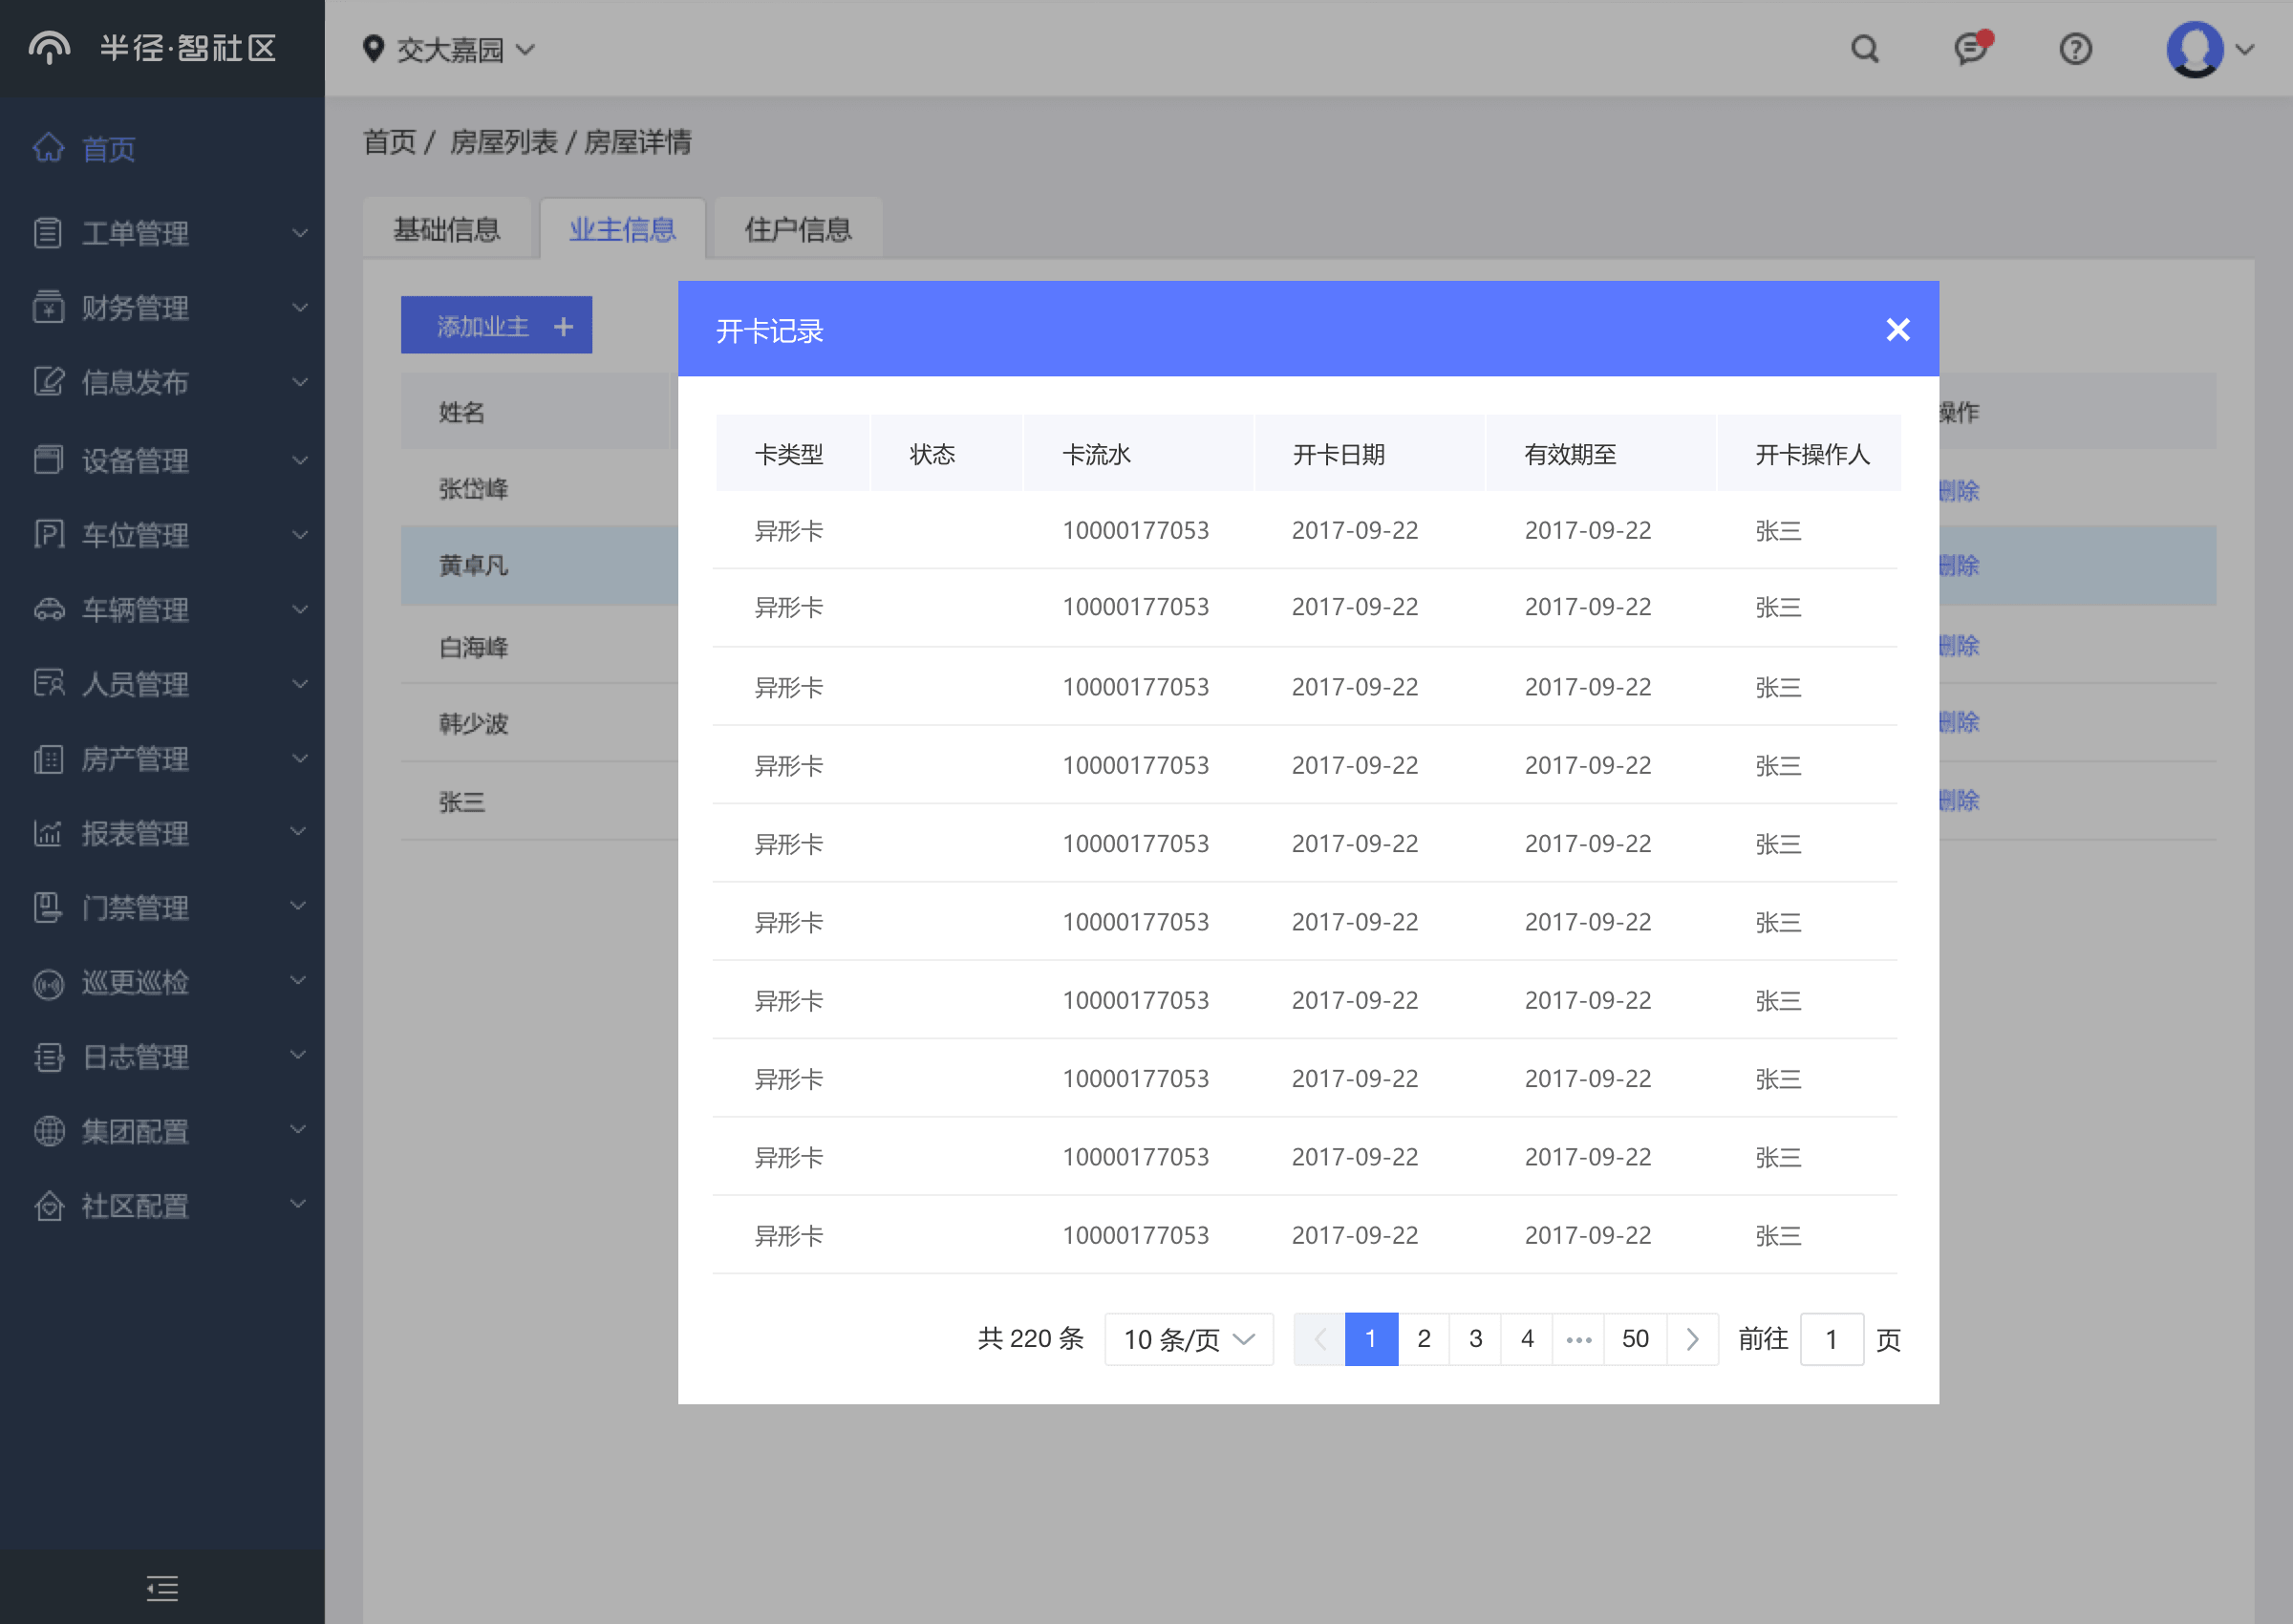 半径·智社区
交大嘉园
首页
工单管理
财务管理
信息发布
设备管理
车位管理
车辆管理
人员管理
房产管理
报表管理
门禁管理
巡更巡检
日志管理
集团配置
社区配置
首页 / 房屋列表 / 房屋详情
基础信息 业主信息 住户信息
添加业主 +
姓名 操作
张岱峰 删除
黄卓凡 删除
白海峰 删除
韩少波 删除
张三 删除
开卡记录
卡类型 状态 卡流水 开卡日期 有效期至 开卡操作人
异形卡 10000177053 2017-09-22 2017-09-22 张三
异形卡 10000177053 2017-09-22 2017-09-22 张三
异形卡 10000177053 2017-09-22 2017-09-22 张三
异形卡 10000177053 2017-09-22 2017-09-22 张三
异形卡 10000177053 2017-09-22 2017-09-22 张三
异形卡 10000177053 2017-09-22 2017-09-22 张三
异形卡 10000177053 2017-09-22 2017-09-22 张三
异形卡 10000177053 2017-09-22 2017-09-22 张三
异形卡 10000177053 2017-09-22 2017-09-22 张三
异形卡 10000177053 2017-09-22 2017-09-22 张三
共 220 条 10 条/页 1 2 3 4 ••• 50 前往 1 页